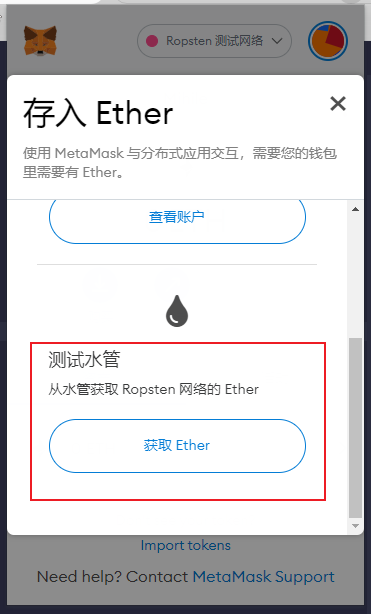 Ropsten 测试网络
存入 Ether
使用 MetaMask 与分布式应用交互，需要您的钱包
里需要有 Ether。
查看账户
测试水管
从水管获取 Ropsten 网络的 Ether
获取 Ether
Import tokens
Need help? Contact MetaMask Support